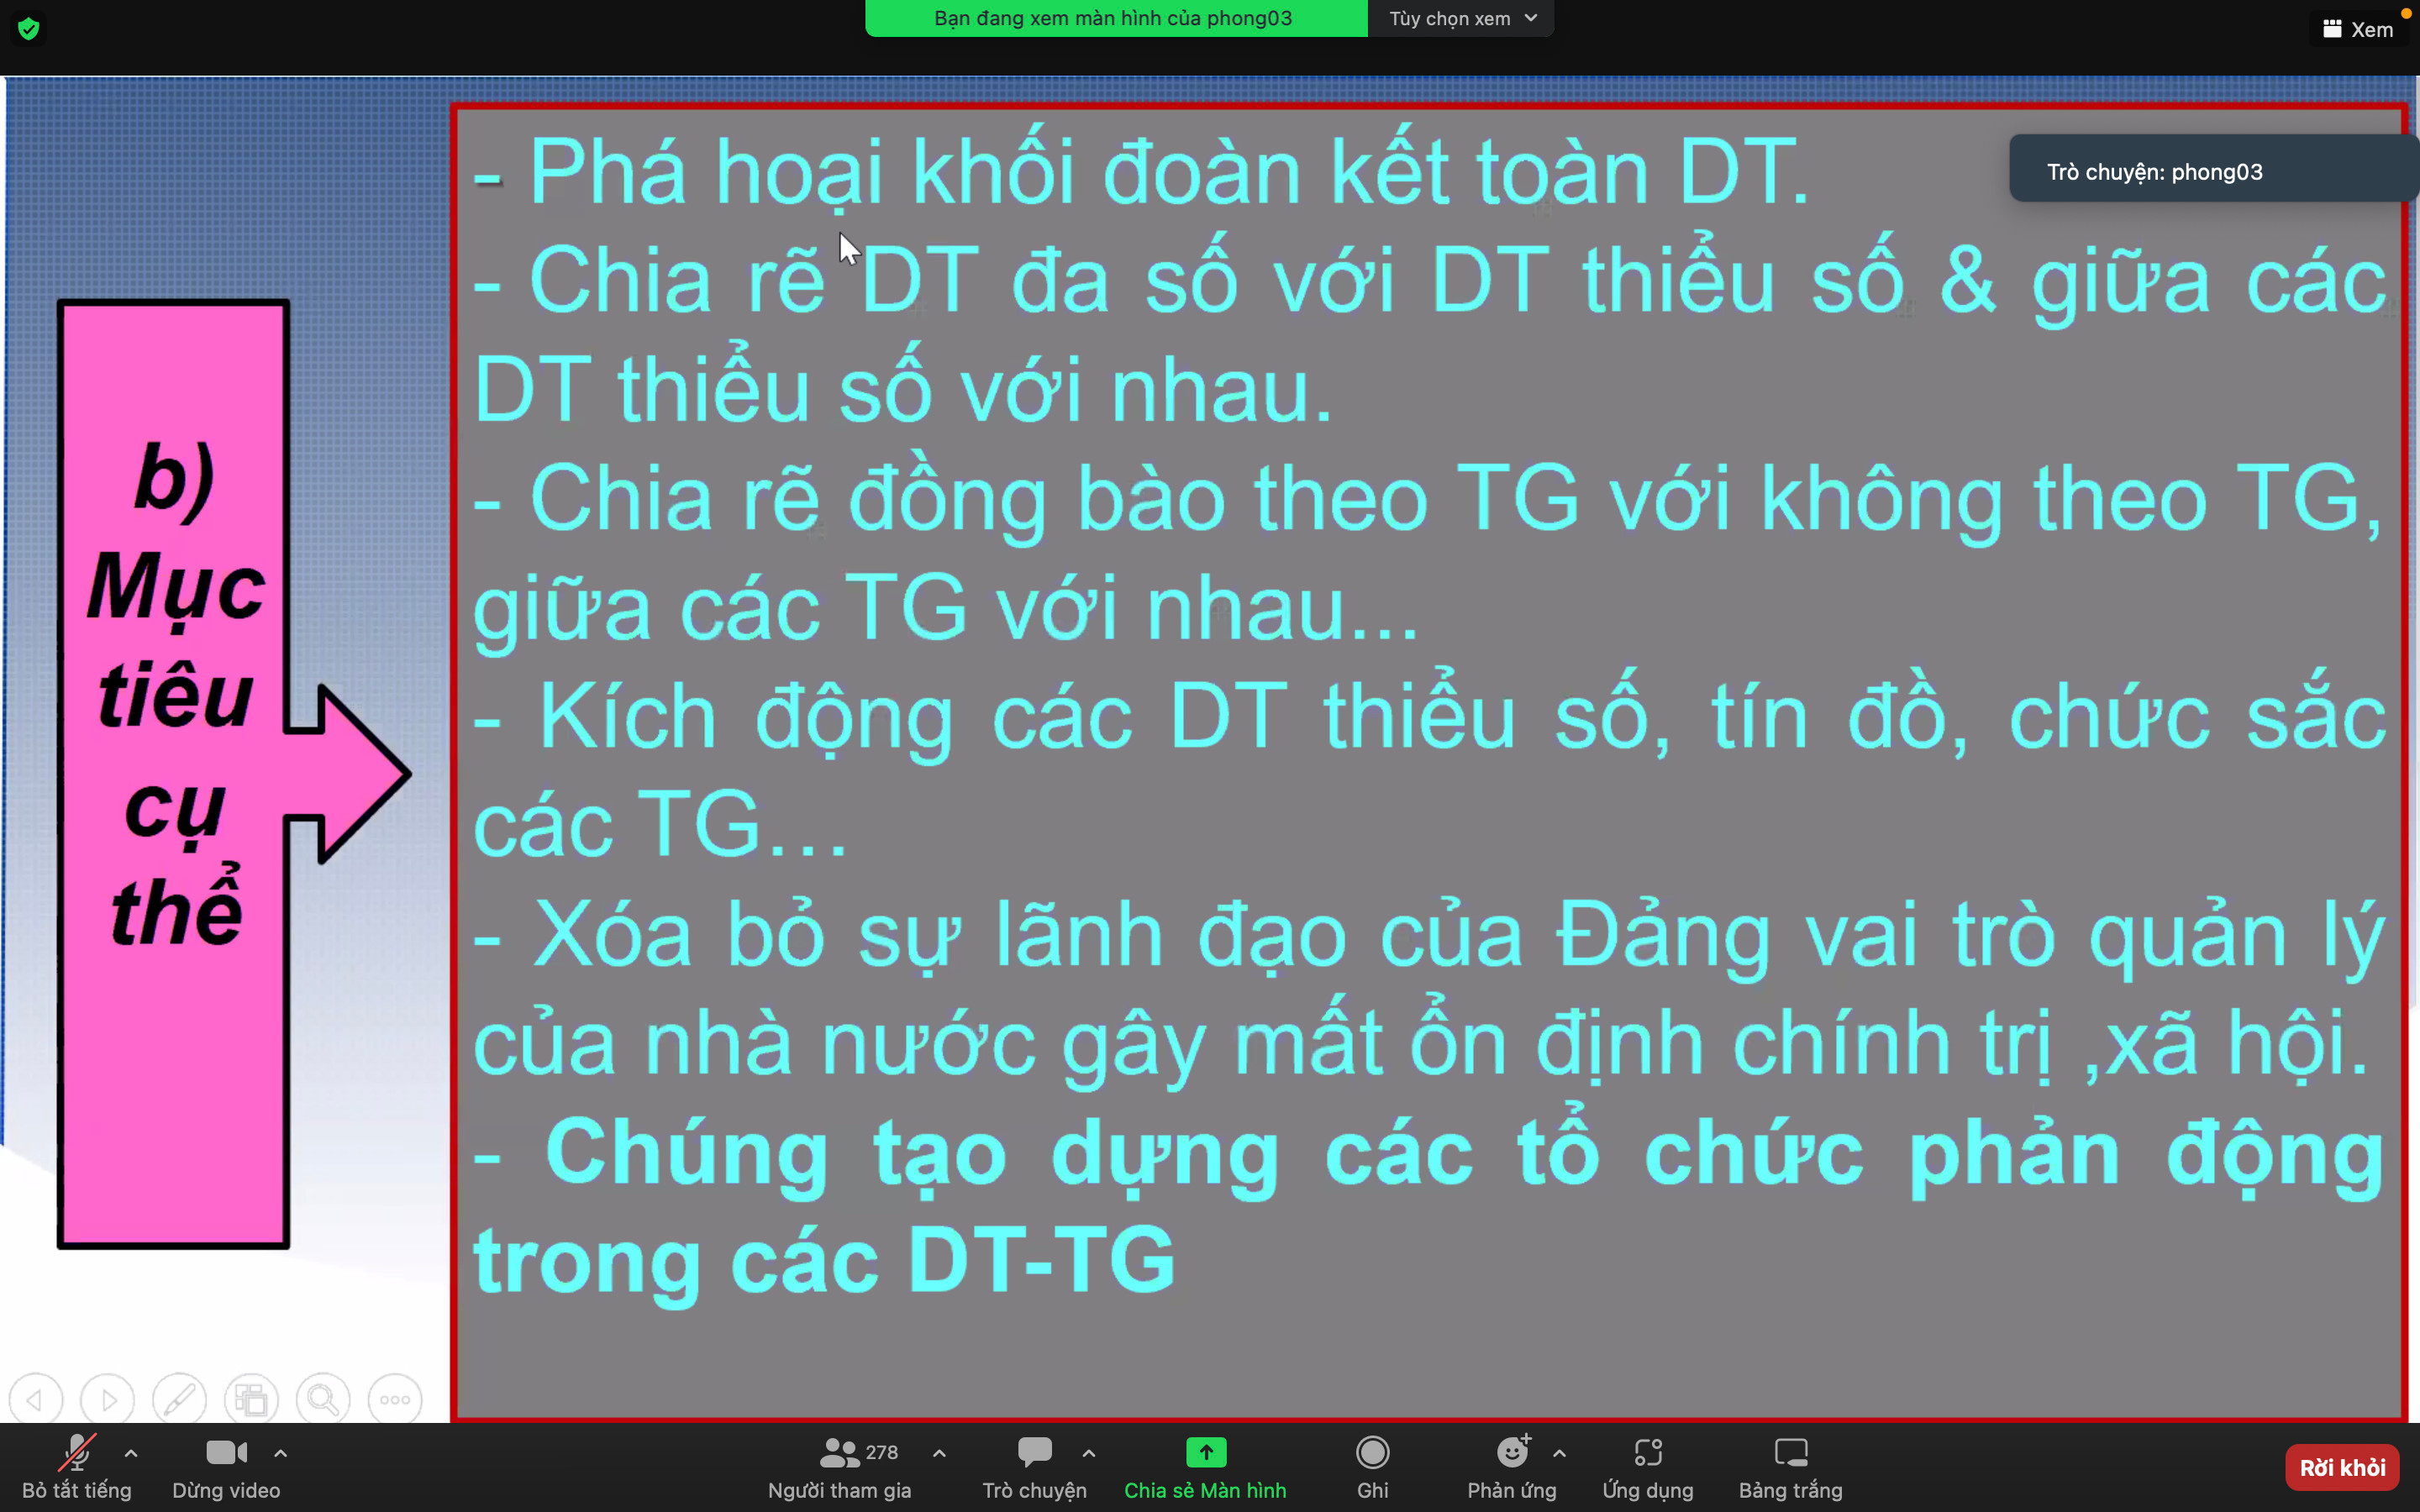 Bạn đang xem màn hình của phong03
Tùy chọn xem
Xem
Trò chuyện: phong03
b)
Mục
tiêu
cụ
thể
- Phá hoại khối đoàn kết toàn DT.
- Chia rẽ DT đa số với DT thiểu số & giữa các
DT thiểu số với nhau.
- Chia rẽ đồng bào theo TG với không theo TG,
giữa các TG với nhau...
- Kích động các DT thiểu số, tín đồ, chức sắc
các TG...
- Xóa bỏ sự lãnh đạo của Đảng vai trò quản lý
của nhà nước gây mất ổn định chính trị ,xã hội.
- Chúng tạo dựng các tổ chức phản động
trong các DT-TG
278
Bỏ tắt tiếng
Dừng video
Người tham gia
Trò chuyện
Chia sẻ Màn hình
Ghi
Phản ứng
Ứng dụng
Bảng trắng
Rời khỏi